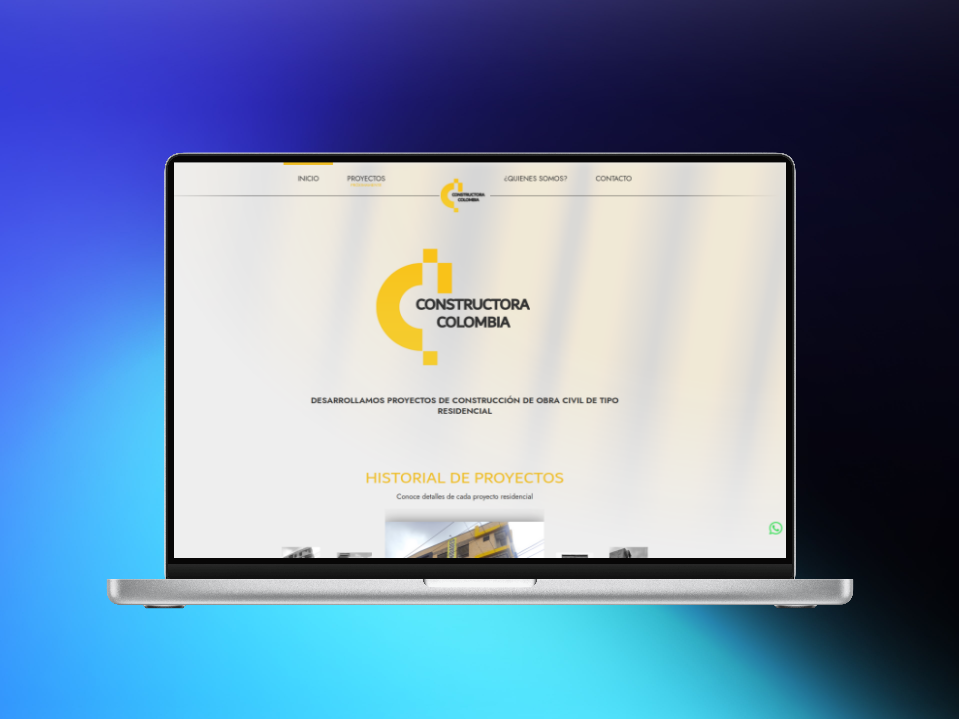 INICIO
PROYECTOS
¿QUIENES SOMOS?
CONTACTO
CONSTRUCTORA
COLOMBIA
CONSTRUCTORA
COLOMBIA
DESARROLLAMOS PROYECTOS DE CONSTRUCCIÓN DE OBRA CIVIL DE TIPO
RESIDENCIAL
HISTORIAL DE PROYECTOS
Conoce detalles de cada proyecto residencial